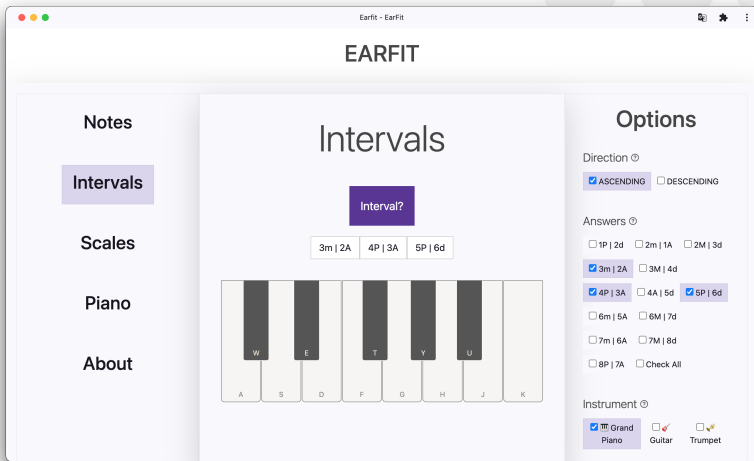 Earfit - EarFit
EARFIT
Notes
Intervals
Scales
Piano
About
Intervals
Interval?
3m | 2A 4P | 3A 5P | 6d
W E T Y U
A S D F G H J K
Options
Direction
ASCENDING DESCENDING
Answers
1P | 2d 2m | 1A 2M | 3d
3m | 2A 3M | 4d
4P | 3A 4A | 5d 5P | 6d
6m | 5A 6M | 7d
7m | 6A 7M | 8d
8P | 7A Check All
Instrument
Grand Piano
Guitar
Trumpet